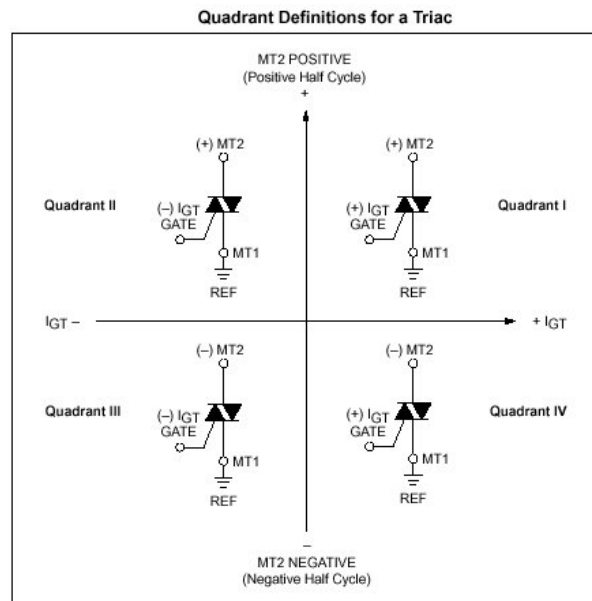 Quadrant Definitions for a Triac
MT2 POSITIVE
(Positive Half Cycle)
+
(+) MT2
Quadrant II
(–) IGT
GATE
MT1
REF
(+) MT2
(+) IGT
GATE
Quadrant I
MT1
REF
IGT –
+ IGT
(–) MT2
Quadrant III
(–) IGT
GATE
MT1
REF
(–) MT2
(+) IGT
GATE
Quadrant IV
MT1
REF
–
MT2 NEGATIVE
(Negative Half Cycle)